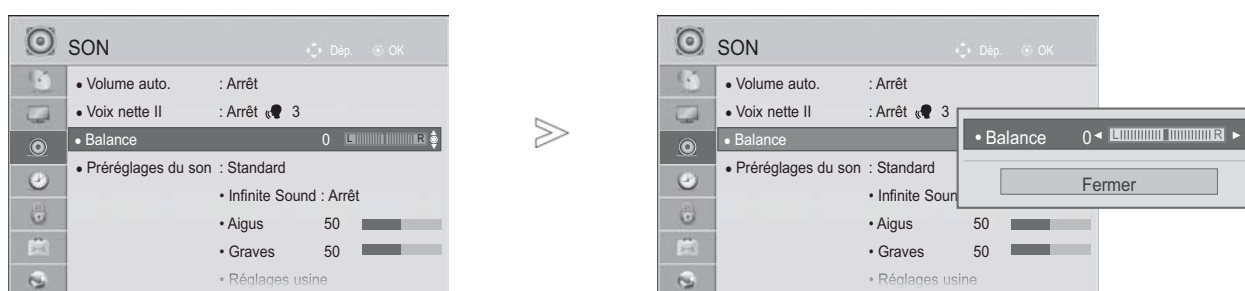 SON Dép. OK
• Volume auto. : Arrêt
• Voix nette II : Arrêt 3
• Balance 0 L R
• Préréglages du son : Standard
• Infinite Sound : Arrêt
• Aigus 50
• Graves 50
• Réglages usine
SON Dép. OK
• Volume auto. : Arrêt
• Voix nette II : Arrêt 3
• Balance
• Préréglages du son : Standard
• Infinite Soun
• Aigus 50
• Graves 50
• Réglages usine
• Balance 0 L R
Fermer